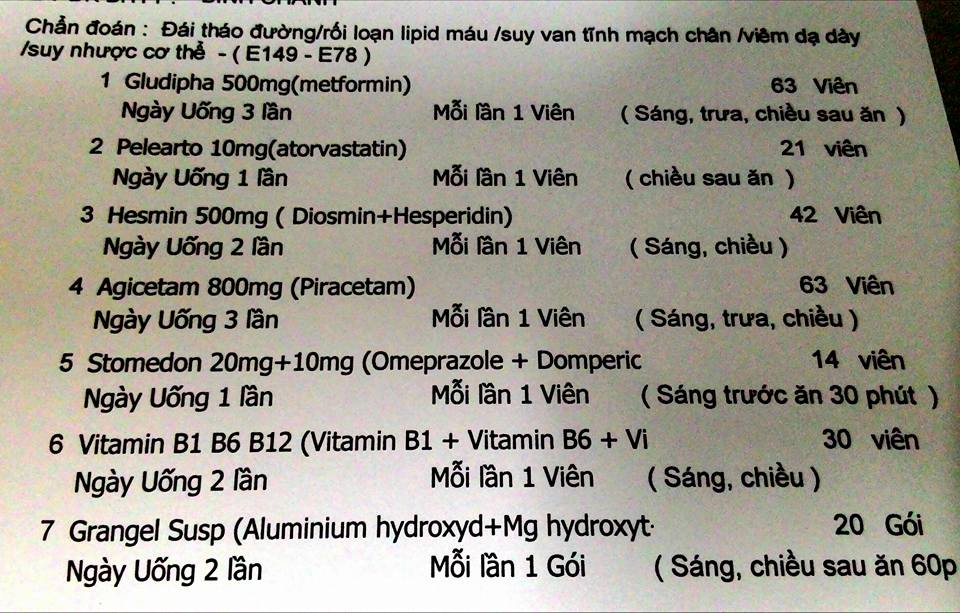 Chẩn đoán : Đái tháo đường/rối loạn lipid máu /suy van tĩnh mạch chân /viêm dạ dày
/suy nhược cơ thể - ( E149 - E78 )
1 Gludipha 500mg(metformin) 63 Viên
Ngày Uống 3 lần Mỗi lần 1 Viên ( Sáng, trưa, chiều sau ăn )
2 Pelearto 10mg(atorvastatin) 21 viên
Ngày Uống 1 lần Mỗi lần 1 Viên ( chiều sau ăn )
3 Hesmin 500mg ( Diosmin+Hesperidin) 42 Viên
Ngày Uống 2 lần Mỗi lần 1 Viên ( Sáng, chiều )
4 Agicetam 800mg (Piracetam) 63 Viên
Ngày Uống 3 lần Mỗi lần 1 Viên ( Sáng, trưa, chiều )
5 Stomedon 20mg+10mg (Omeprazole + Domperic 14 viên
Ngày Uống 1 lần Mỗi lần 1 Viên ( Sáng trước ăn 30 phút )
6 Vitamin B1 B6 B12 (Vitamin B1 + Vitamin B6 + Vi 30 viên
Ngày Uống 2 lần Mỗi lần 1 Viên ( Sáng, chiều )
7 Grangel Susp (Aluminium hydroxyd+Mg hydroxyt 20 Gói
Ngày Uống 2 lần Mỗi lần 1 Gói ( Sáng, chiều sau ăn 60p